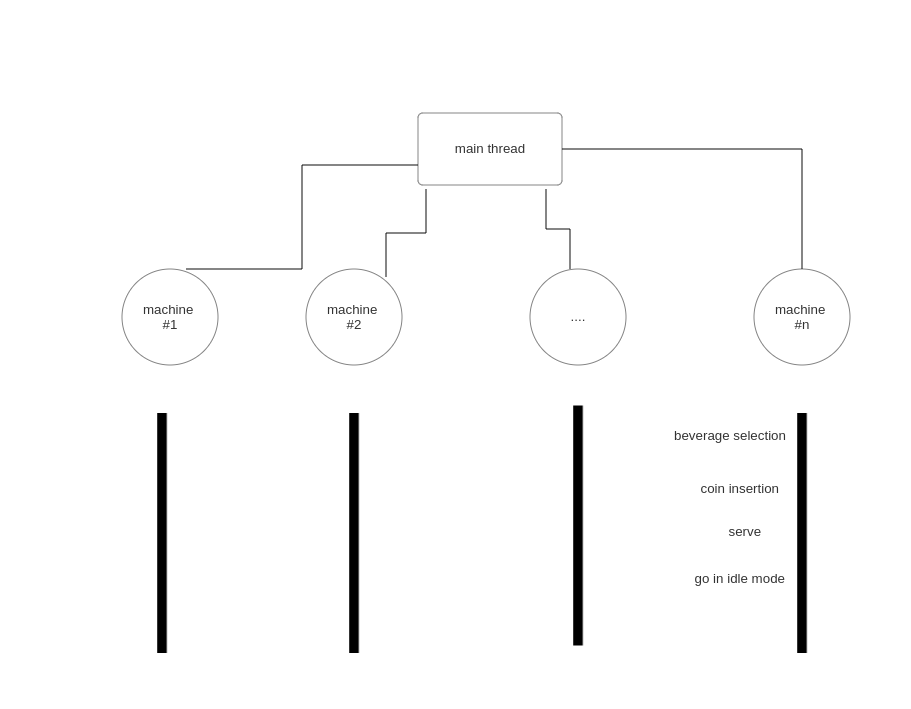 main thread
machine
#1
machine
#2
....
machine
#n
beverage selection
coin insertion
serve
go in idle mode